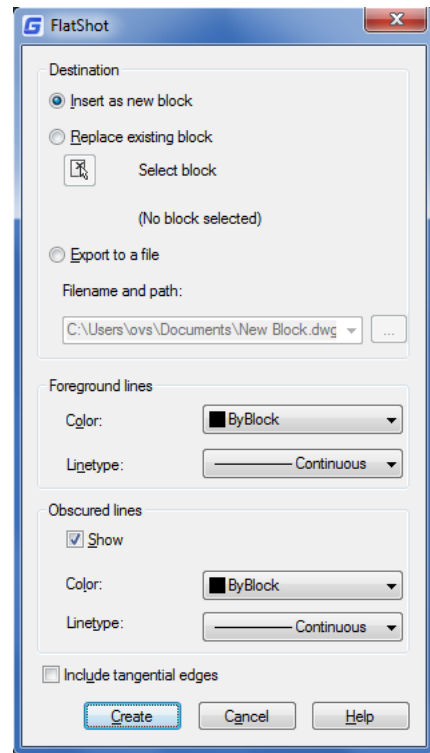 FlatShot
Destination
Insert as new block
Replace existing block
Select block
(No block selected)
Export to a file
Filename and path:
C:\Users\ovs\Documents\New Block.dwg ...
Foreground lines
Color: ByBlock
Linetype: Continuous
Obscured lines
Show
Color: ByBlock
Linetype: Continuous
Include tangential edges
Create Cancel Help